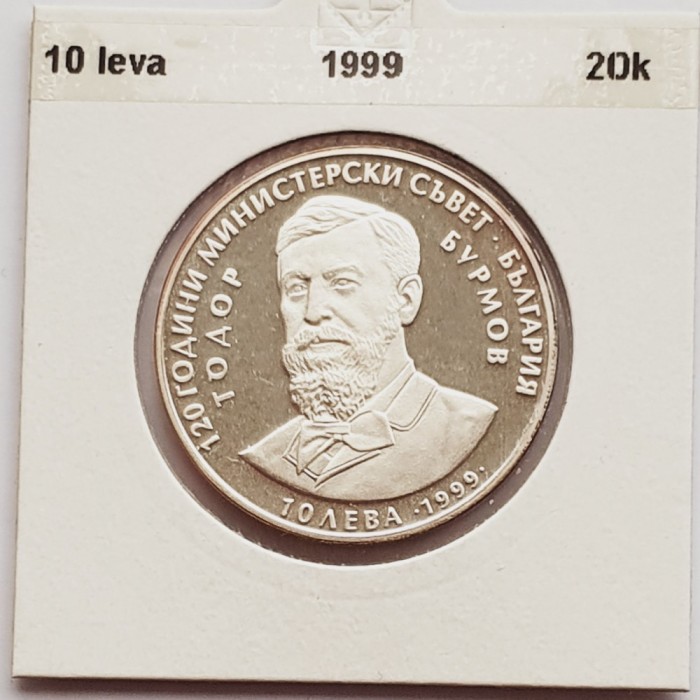 10 leva 1999 20k
120 ГОДИНИ МИНИСТЕРСКИ СЪВЕТ · БЪЛГАРИЯ
ТОДОР БУРМОВ
10 ЛЕВА · 1999 ·